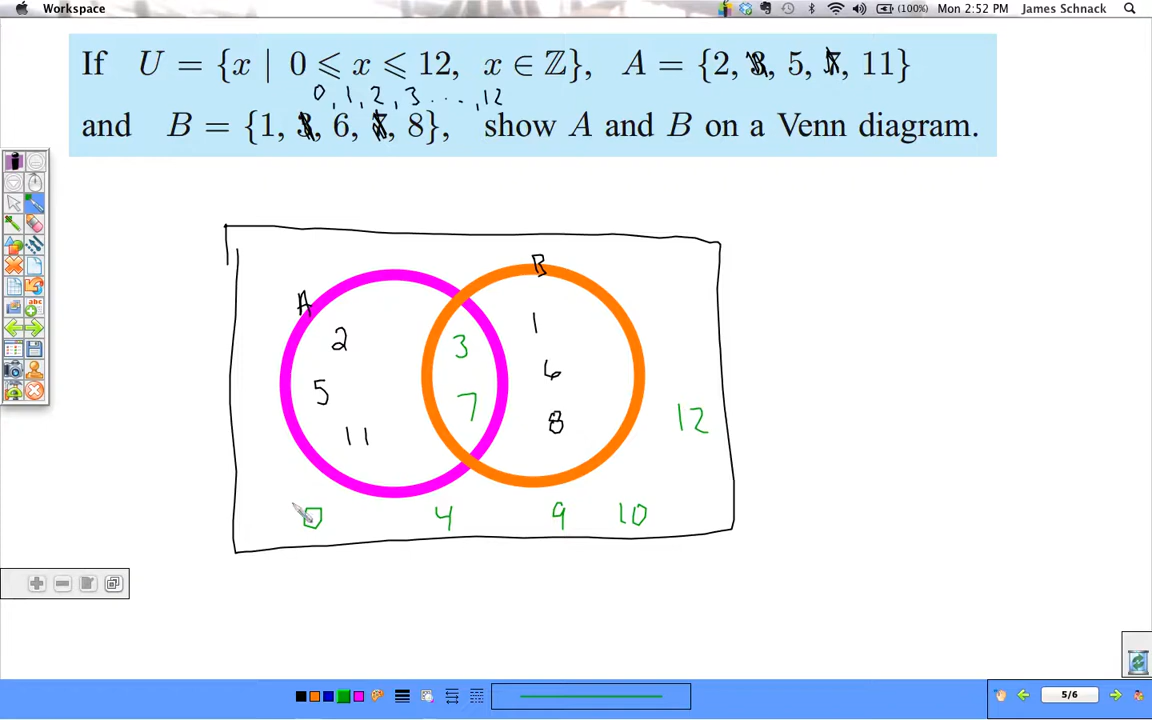 Workspace
(100%) Mon 2:52 PM James Schnack
If U = {x | 0 ⩽ x ⩽ 12, x ∈ ℤ}, A = {2, 3, 5, 7, 11}
0, 1, 2, 3 ..., 12
and B = {1, 3, 6, 7, 8}, show A and B on a Venn diagram.
B
A
1
2
3
6
5
7
12
8
11
0 4 9 10
abc
5/6